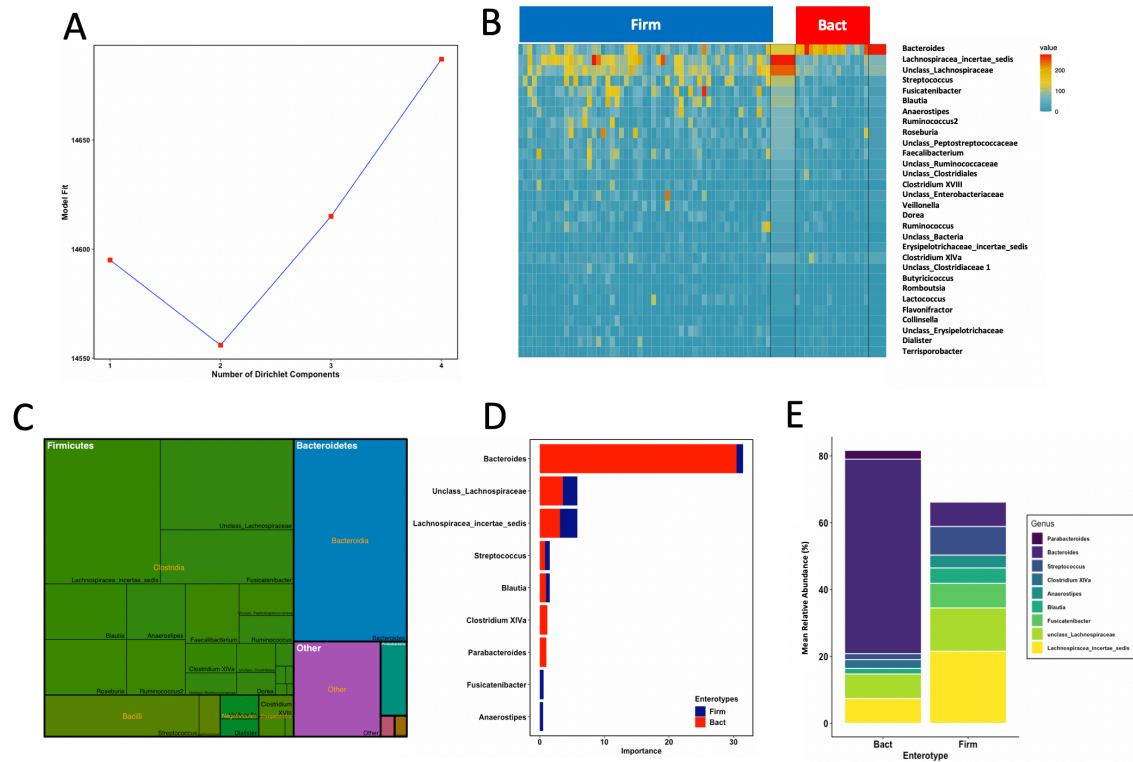 A
14650
14600
14550
Model Fit
1
2
3
4
Number of Dirichlet Components
B
Firm
Bact
Bacteroides
Lachnospiracea_incertae_sedis
Unclass_Lachnospiraceae
Streptococcus
Fusicatenibacter
Blautia
Anaerostipes
Ruminococcus2
Roseburia
Unclass_Peptostreptococcaceae
Faecalibacterium
Unclass_Ruminococcaceae
Unclass_Clostridiales
Clostridium XVIII
Unclass_Enterobacteriaceae
Veillonella
Dorea
Ruminococcus
Unclass_Bacteria
Erysipelotrichaceae_incertae_sedis
Clostridium XIVa
Unclass_Clostridiaceae 1
Butyricicoccus
Romboutsia
Lactococcus
Flavonifractor
Collinsella
Unclass_Erysipelotrichaceae
Dialister
Terrisporobacter
value
200
100
0
C
Firmicutes
Bacteroidetes
Unclass_Lachnospiraceae
Bacteroidia
Clostridia
Lachnospiracea_incertae_sedis
Fusicatenibacter
Blautia
Anaerostipes
Faecalibacterium
Ruminococcus
Bacteroides
Other
Clostridium XIVa
Roseburia
Ruminococcus2
Dorea
Other
Bacilli
Clostridium
XVIII
Streptococcus
Dialister
Other
D
Bacteroides
Unclass_Lachnospiraceae
Lachnospiracea_incertae_sedis
Streptococcus
Blautia
Clostridium XIVa
Parabacteroides
Fusicatenibacter
Anaerostipes
Enterotypes
Firm
Bact
0
10
20
30
Importance
E
80
60
40
20
0
Mean Relative Abundance (%)
Bact
Firm
Enterotype
Genus
Parabacteroides
Bacteroides
Streptococcus
Clostridium XIVa
Anaerostipes
Blautia
Fusicatenibacter
unclass_Lachnospiraceae
Lachnospiracea_incertae_sedis